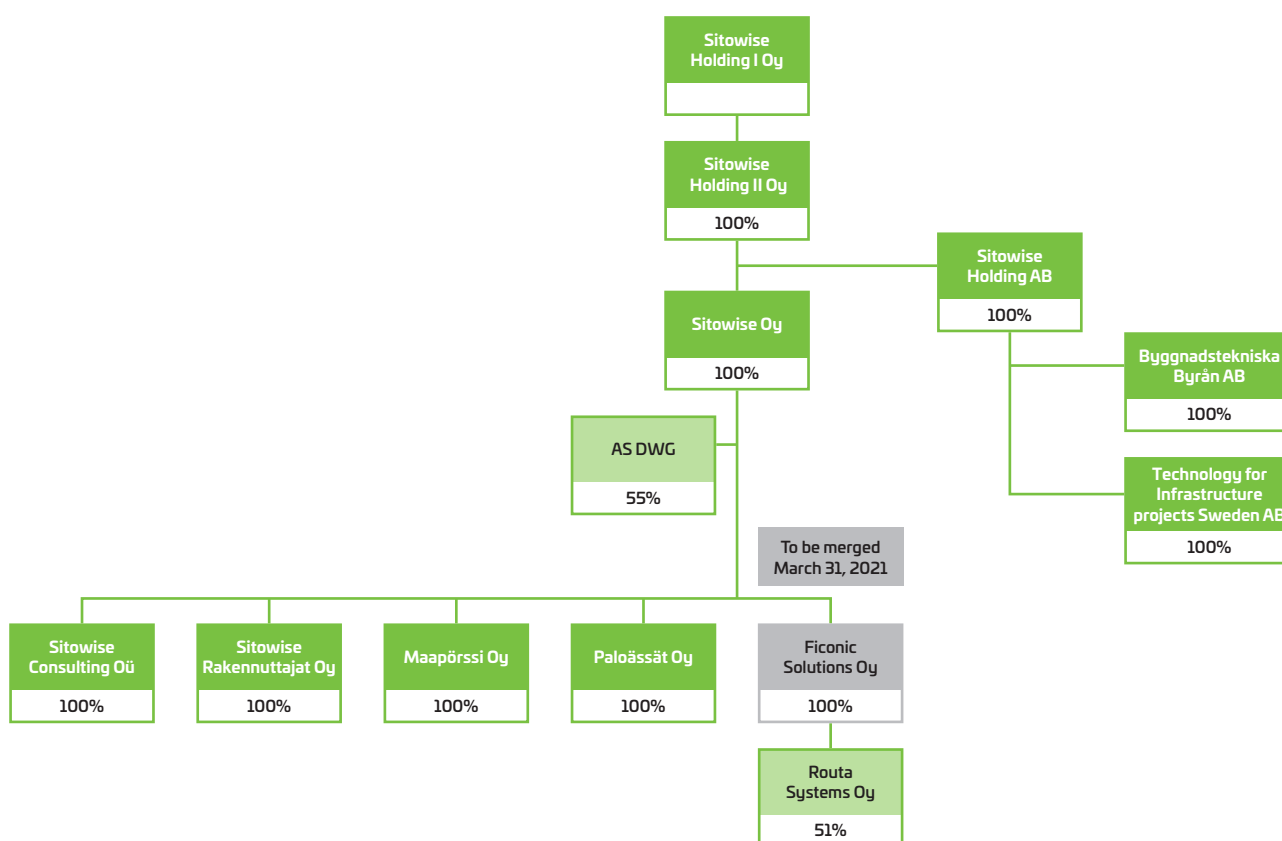 Sitowise
Holding I Oy
Sitowise
Holding II Oy
100%
Sitowise
Holding AB
100%
Sitowise Oy
100%
Byggnadstekniska
Byrån AB
100%
AS DWG
55%
Technology for
Infrastructure
projects Sweden AB
100%
To be merged
March 31, 2021
Sitowise
Consulting Oü
100%
Sitowise
Rakennuttajat Oy
100%
Maapörssi Oy
100%
Paloässät Oy
100%
Ficonic
Solutions Oy
100%
Routa
Systems Oy
51%